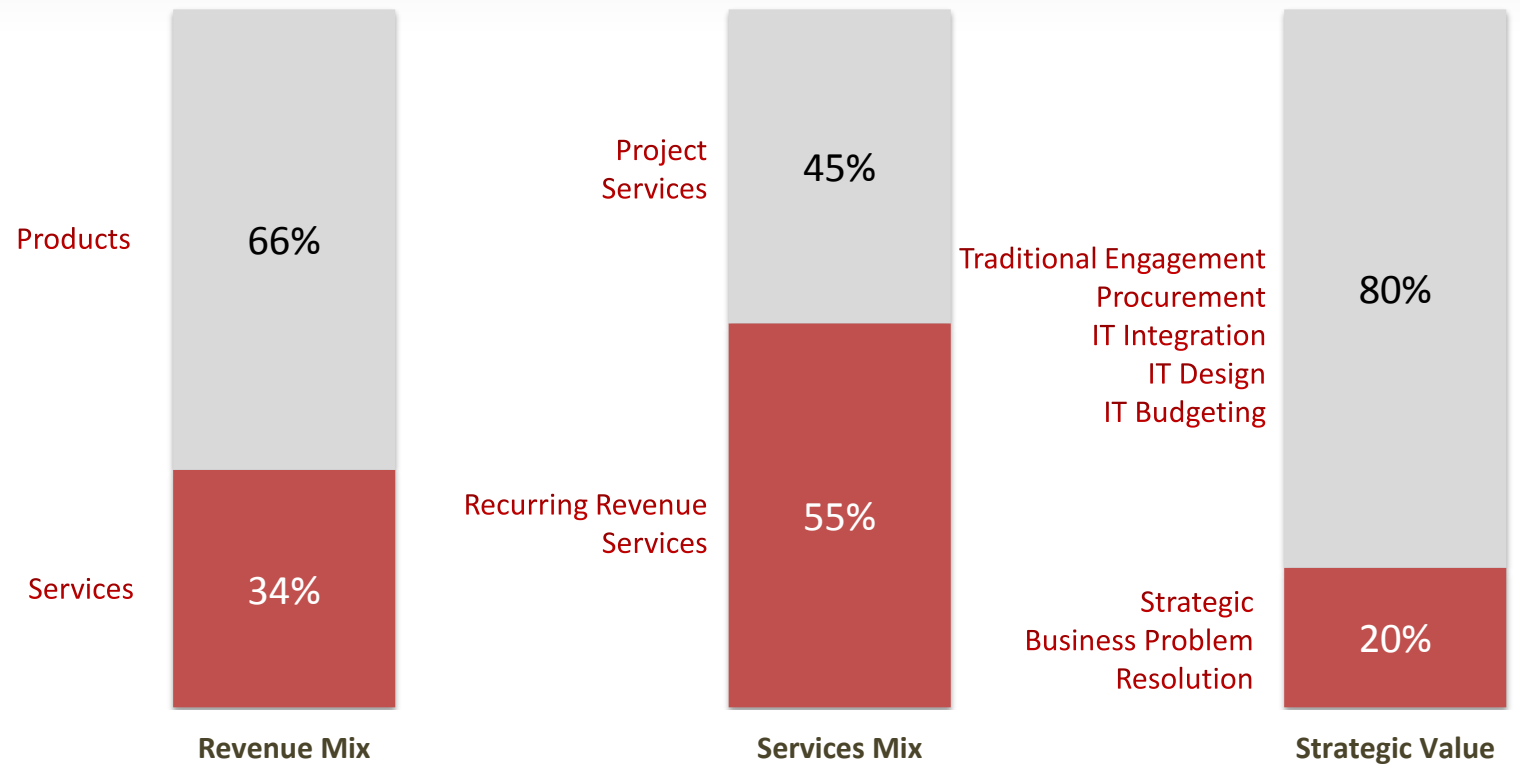 Products
66%
Services
34%
Revenue Mix
Project
Services
45%
Recurring Revenue
Services
55%
Services Mix
Traditional Engagement
Procurement
IT Integration
IT Design
IT Budgeting
80%
Strategic
Business Problem
Resolution
20%
Strategic Value